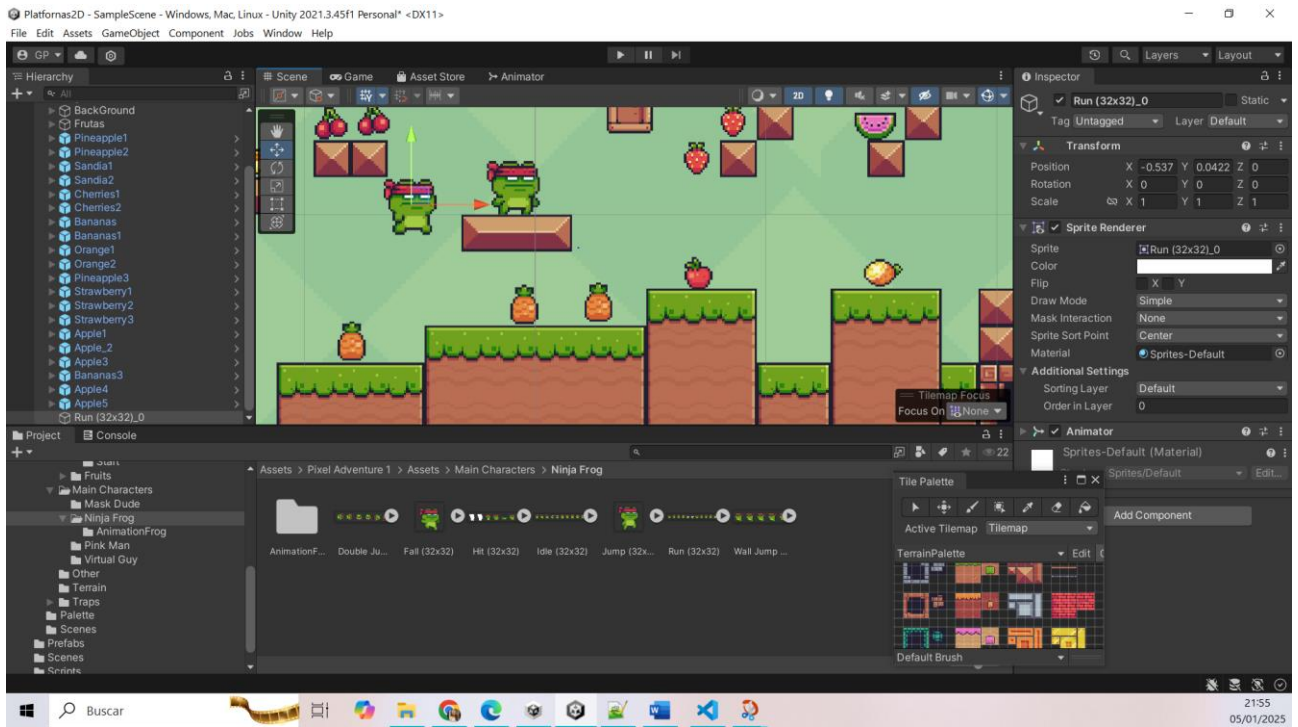 Platfornas2D - SampleScene - Windows, Mac, Linux - Unity 2021.3.45f1 Personal* <DX11>
File Edit Assets GameObject Component Jobs Window Help
GP
Layers
Layout
Hierarchy
All
BackGround
Frutas
Pineapple1
Pineapple2
Sandia1
Sandia2
Cherries1
Cherries2
Bananas
Bananas1
Orange1
Orange2
Pineapple3
Strawberry1
Strawberry2
Strawberry3
Apple1
Apple_2
Apple3
Bananas3
Apple4
Apple5
Run (32x32)_0
Scene Game Asset Store Animator
2D
Tilemap Focus
Focus On None
Inspector
Run (32x32)_0 Static
Tag Untagged Layer Default
Transform
Position X -0.537 Y 0.0422 Z 0
Rotation X 0 Y 0 Z 0
Scale X 1 Y 1 Z 1
Sprite Renderer
Sprite Run (32x32)_0
Color
Flip X Y
Draw Mode Simple
Mask Interaction None
Sprite Sort Point Center
Material Sprites-Default
Additional Settings
Sorting Layer Default
Order in Layer 0
Animator
Sprites-Default (Material)
Sprites/Default Edit...
Add Component
Project Console
22
Fruits
Main Characters
Mask Dude
Ninja Frog
AnimationFrog
Pink Man
Virtual Guy
Other
Terrain
Traps
Palette
Scenes
Prefabs
Scenes
Scripts
Assets > Pixel Adventure 1 > Assets > Main Characters > Ninja Frog
AnimationF... Double Ju... Fall (32x32) Hit (32x32) Idle (32x32) Jump (32x... Run (32x32) Wall Jump ...
Tile Palette
Active Tilemap Tilemap
TerrainPalette Edit
Default Brush
Buscar
21:55
05/01/2025